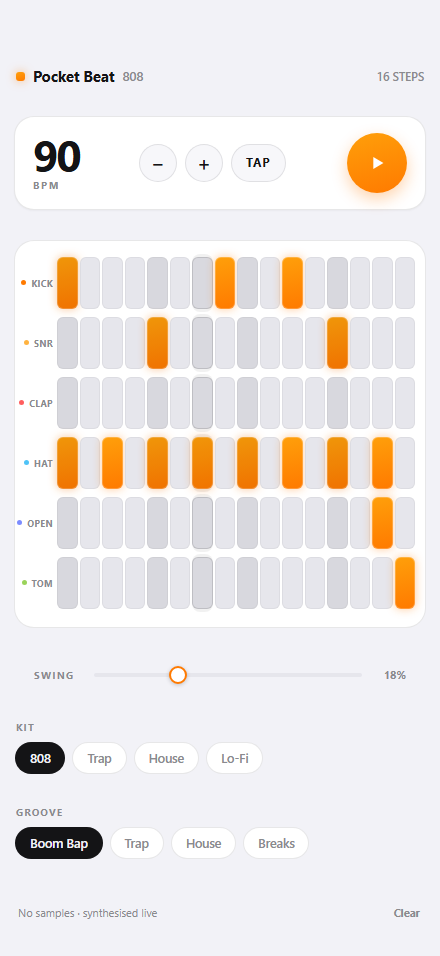 Pocket Beat 808 16 STEPS
90
BPM
− + TAP
KICK
SNR
CLAP
HAT
OPEN
TOM
SWING 18%
KIT
808 Trap House Lo-Fi
GROOVE
Boom Bap Trap House Breaks
No samples · synthesised live Clear